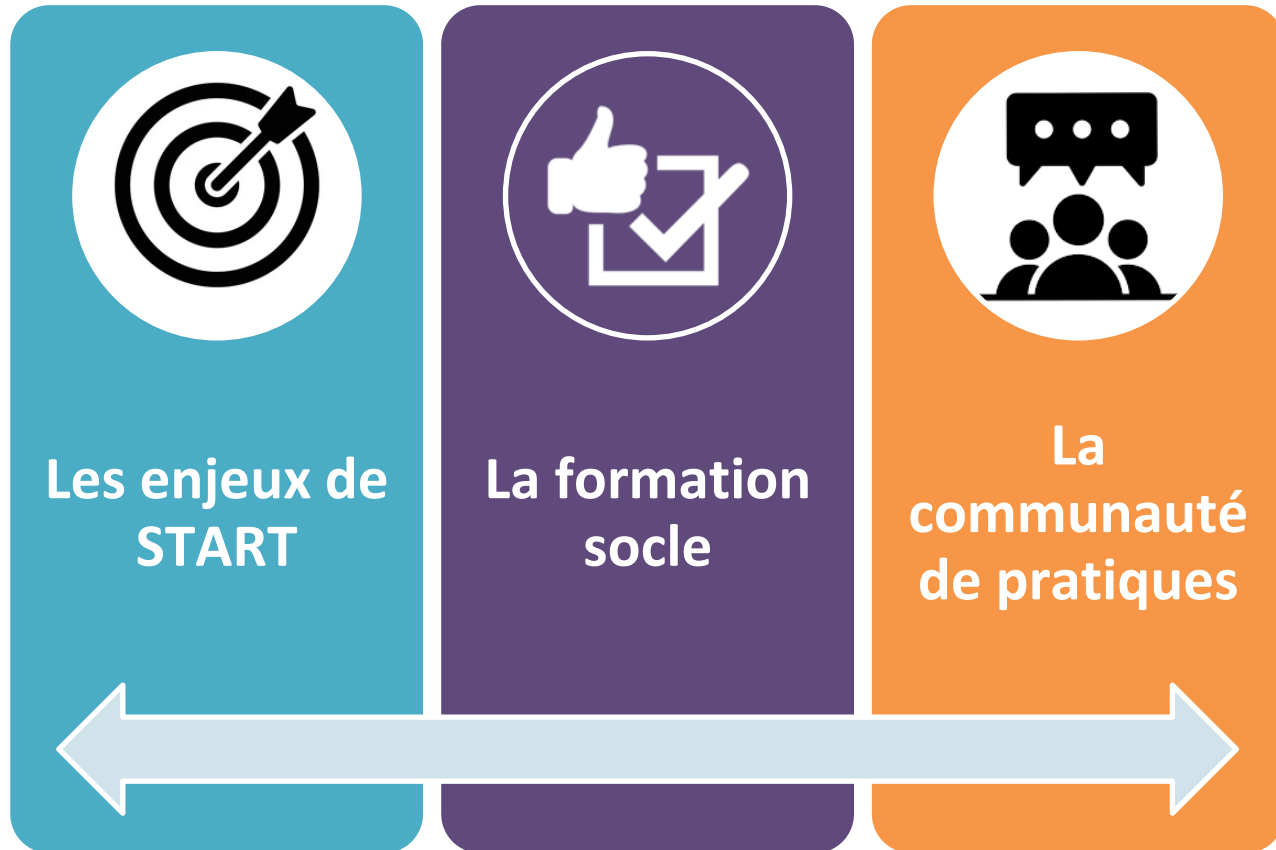 Les enjeux de
START
La formation
socle
La
communauté
de pratiques